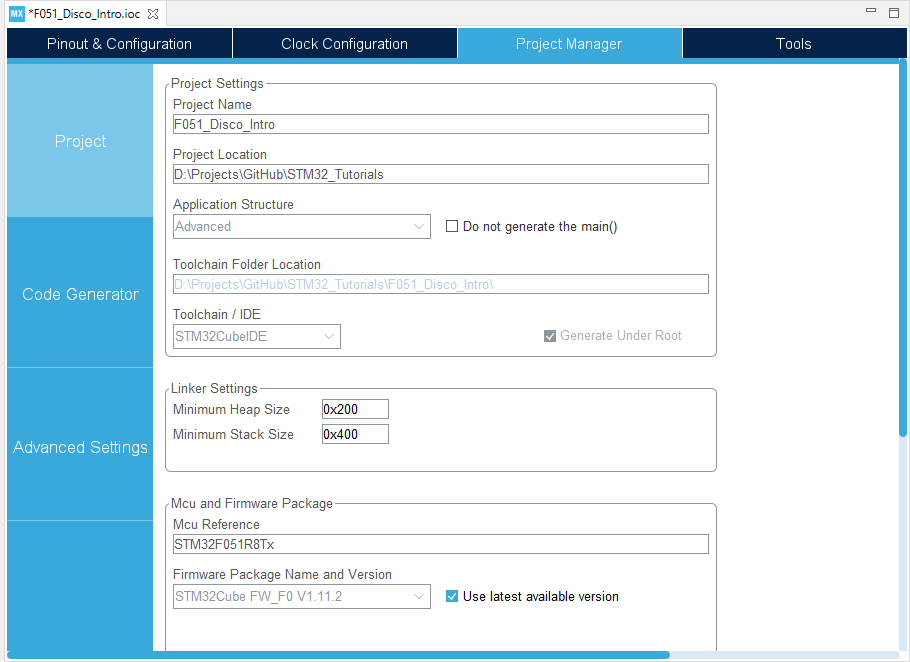 MX *F051_Disco_Intro.ioc
Pinout & Configuration Clock Configuration Project Manager Tools
Project
Code Generator
Advanced Settings
Project Settings
Project Name
F051_Disco_Intro
Project Location
D:\Projects\GitHub\STM32_Tutorials
Application Structure
Advanced Do not generate the main()
Toolchain Folder Location
D:\Projects\GitHub\STM32_Tutorials\F051_Disco_Intro\
Toolchain / IDE
STM32CubeIDE Generate Under Root
Linker Settings
Minimum Heap Size 0x200
Minimum Stack Size 0x400
Mcu and Firmware Package
Mcu Reference
STM32F051R8Tx
Firmware Package Name and Version
STM32Cube FW_F0 V1.11.2 Use latest available version